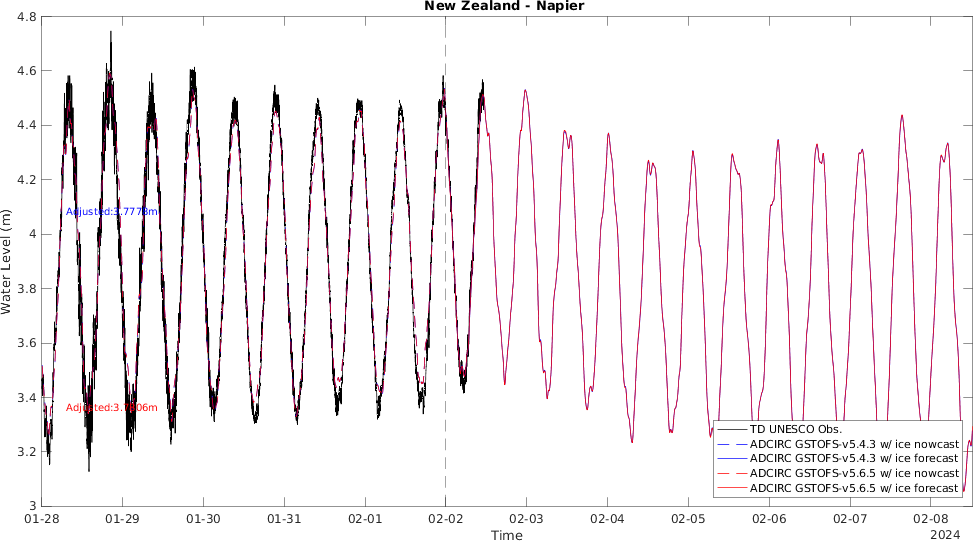 New Zealand - Napier
4.8
4.6
4.4
4.2
4
3.8
3.6
3.4
3.2
3
Water Level (m)
Adjusted:3.7778m
TD UNESCO Obs.
ADCIRC GSTOFS-v5.4.3 w/ ice nowcast
ADCIRC GSTOFS-v5.4.3 w/ ice forecast
ADCIRC GSTOFS-v5.6.5 w/ ice nowcast
ADCIRC GSTOFS-v5.6.5 w/ ice forecast
01-28 01-29 01-30 01-31 02-01 02-02 02-03 02-04 02-05 02-06 02-07 02-08
Time
2024